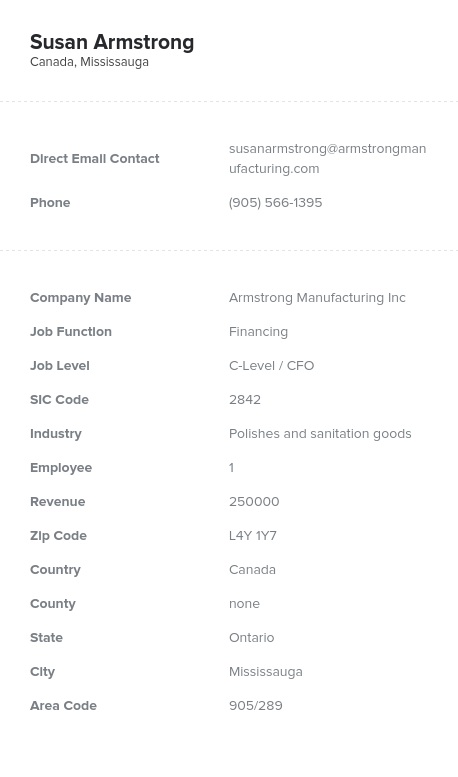 Susan Armstrong
Canada, Mississauga
Direct Email Contact
susanarmstrong@armstrongman
ufacturing.com
Phone (905) 566-1395
Company Name Armstrong Manufacturing Inc
Job Function Financing
Job Level C-Level / CFO
SIC Code 2842
Industry Polishes and sanitation goods
Employee 1
Revenue 250000
Zip Code L4Y 1Y7
Country Canada
County none
State Ontario
City Mississauga
Area Code 905/289